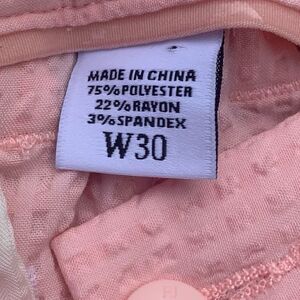 MADE IN CHINA
75%POLYESTER
22%RAYON
3%SPANDEX
W30